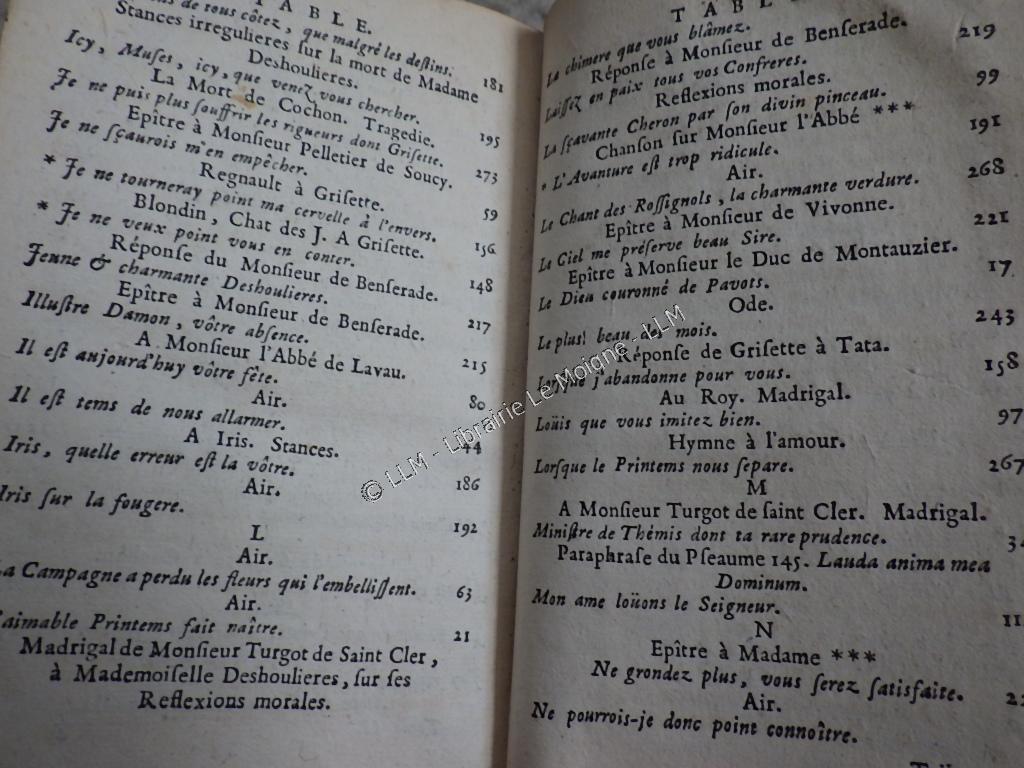 TABLE.
de tous côtez, que malgré les destins.
Stances irregulieres sur la mort de Madame
Deshoulieres. 181
Icy, Muses, icy, que venez vous chercher.
La Mort de Cochon. Tragedie. 195
Je ne puis plus souffrir les rigueurs dont Grisette.
Epître à Monsieur Pelletier de Soucy. 273
Je ne sçaurois m'en empêcher.
Regnault à Grisette. 59
* Je ne tourneray point ma cervelle à l'envers.
Blondin, Chat des J. A Grisette. 156
* Je ne veux point vous en conter.
Réponse du Monsieur de Benserade. 148
Jeune & charmante Deshoulieres.
Epître à Monsieur de Benserade. 217
Illustre Damon, vôtre absence.
A Monsieur l'Abbé de Lavau. 215
Il est aujourd'huy vôtre fête.
Air. 80
Il est tems de nous allarmer.
A Iris. Stances. 44
Iris, quelle erreur est la vôtre.
Air. 186
Iris sur la fougere. 192
L
Air.
La Campagne a perdu les fleurs qui l'embellissent. 63
Air.
L'aimable Printems fait naître. 21
Madrigal de Monsieur Turgot de Saint Cler,
à Mademoiselle Deshoulieres, sur ses
Reflexions morales.
TABLE
La chimere que vous blâmez. 219
Réponse à Monsieur de Benserade.
Laissez en paix tous vos Confreres. 99
Reflexions morales.
La sçavante Cheron par son divin pinceau. 191
Chanson sur Monsieur l'Abbé ***
* L'Avanture est trop ridicule. 268
Air.
Le Chant des Rossignols, la charmante verdure. 221
Epître à Monsieur de Vivonne.
Le Ciel me préserve beau Sire. 17
Epître à Monsieur le Duc de Montauzier.
Le Dieu couronné de Pavots. 243
Ode.
Le plus! beau des mois. 158
Réponse de Grisette à Tata.
Lorsque j'abandonne pour vous. 97
Au Roy. Madrigal.
Loüis que vous imitez bien. 267
Hymne à l'amour.
Lorsque le Printems nous separe.
M
A Monsieur Turgot de saint Cler. Madrigal.
Ministre de Thémis dont ta rare prudence.
Paraphrase du Pseaume 145. Lauda anima mea
Dominum.
Mon ame loüons le Seigneur.
N
Epître à Madame ***
Ne grondez plus, vous serez satisfaite.
Air.
Ne pourrois-je donc point connoître.
© LLM - Librairie Le Moigne - LLM